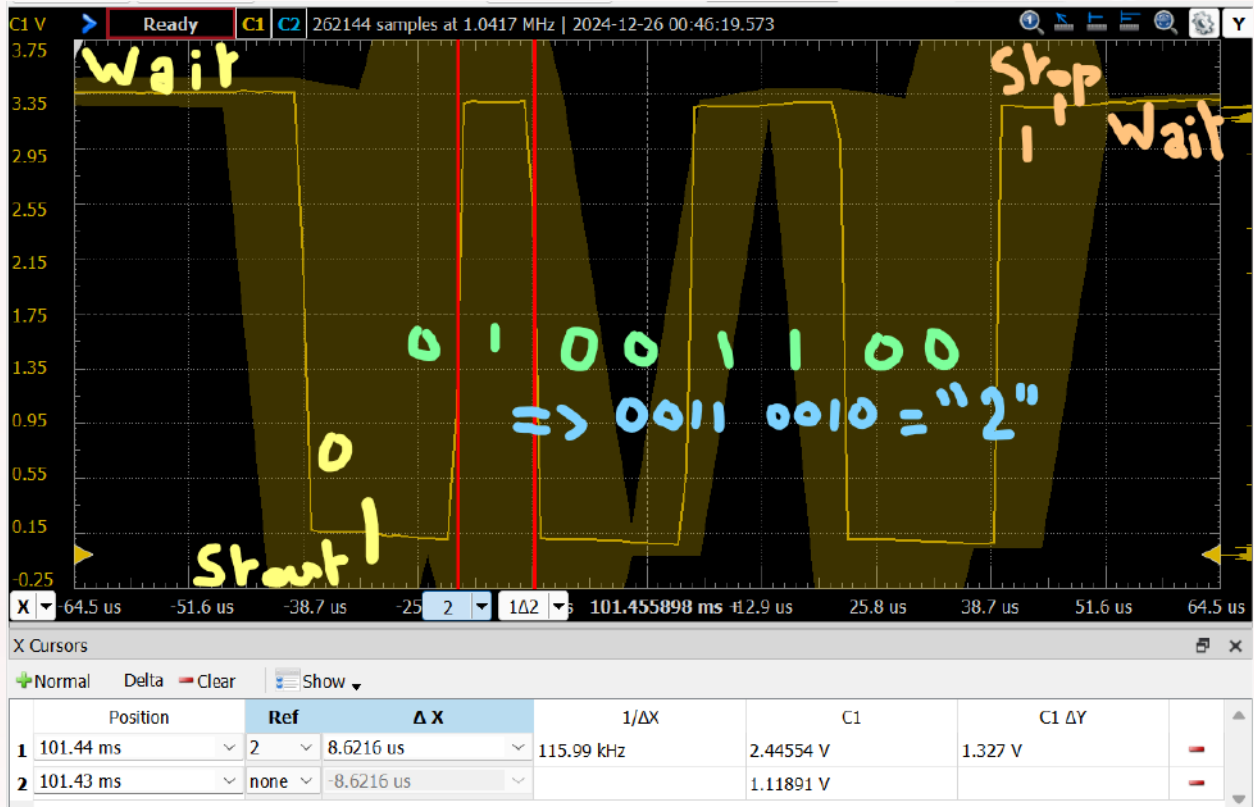 C1 V Ready C1 C2 262144 samples at 1.0417 MHz | 2024-12-26 00:46:19.573 Y
3.75
Wait
Stop
3.35
1
Wait
2.95
2.55
2.15
1.75
0 1 0 0 1 1 0 0
1.35
=> 0011 0010 = "2"
0.95
0
0.55
0.15
Start
-0.25
X -64.5 us -51.6 us -38.7 us -25 2 1Δ2 s 101.455898 ms +12.9 us 25.8 us 38.7 us 51.6 us 64.5 us
X Cursors
Normal Delta Clear Show
Position Ref Δ X 1/ΔX C1 C1 ΔY
1 101.44 ms 2 8.6216 us 115.99 kHz 2.44554 V 1.327 V
2 101.43 ms none -8.6216 us 1.11891 V